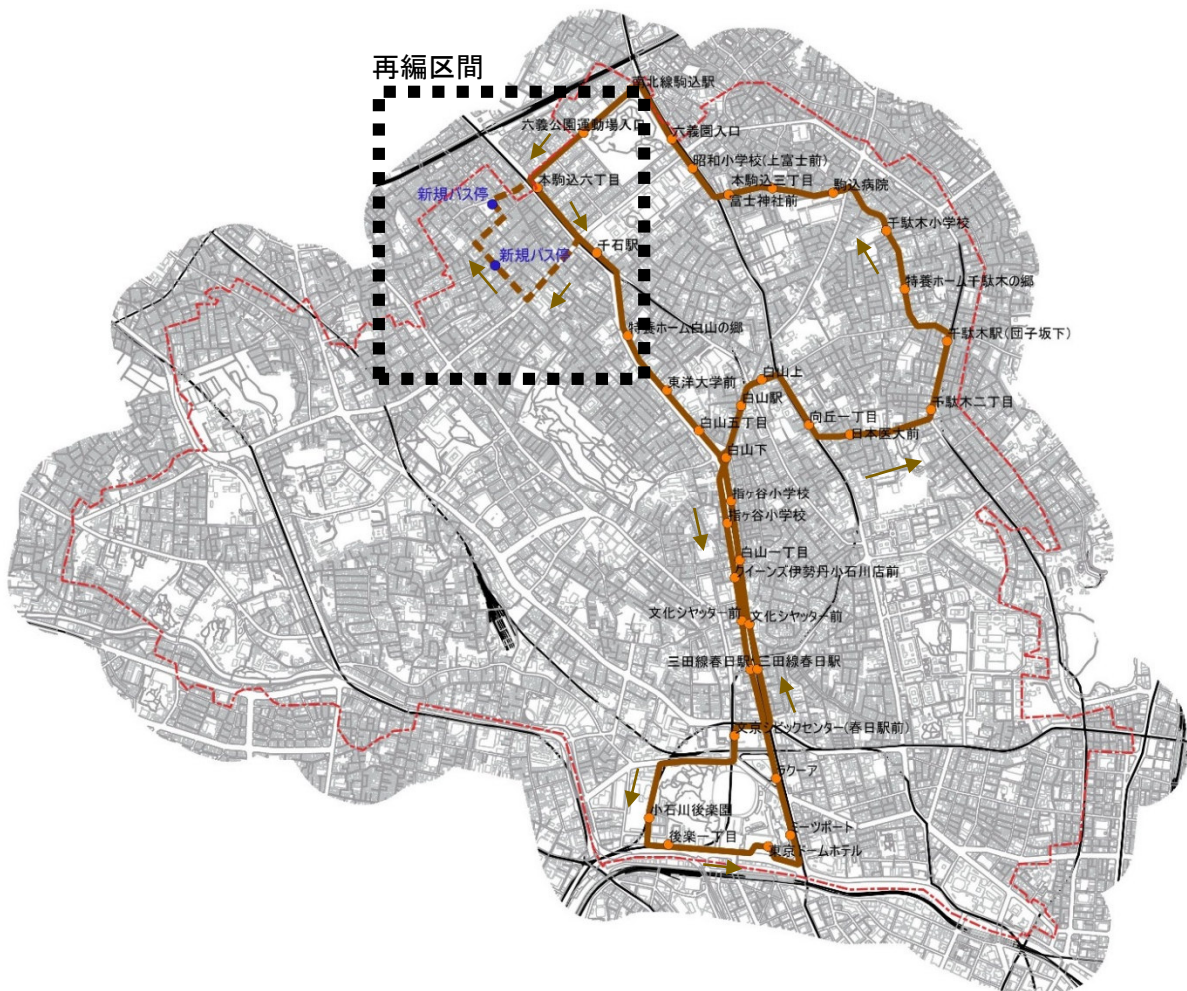 再編区間
南北線駒込駅
六義公園運動場入口
六義園入口
昭和小学校(上富士前)
本駒込六丁目
本駒込三丁目
駒込病院
新規バス停
富士神社前
千駄木小学校
千石駅
新規バス停
特養ホーム千駄木の郷
特養ホーム白山の郷
千駄木駅(団子坂下)
白山上
東洋大学前
白山駅
千駄木二丁目
向丘一丁目
白山五丁目
日本医大前
白山下
指ヶ谷小学校
指ヶ谷小学校
白山一丁目
クイーンズ伊勢丹小石川店前
文化シヤッター前
文化シヤッター前
三田線春日駅
三田線春日駅
文京シビックセンター(春日駅前)
ラクーア
小石川後楽園
ミーツポート
後楽一丁目
東京ドームホテル